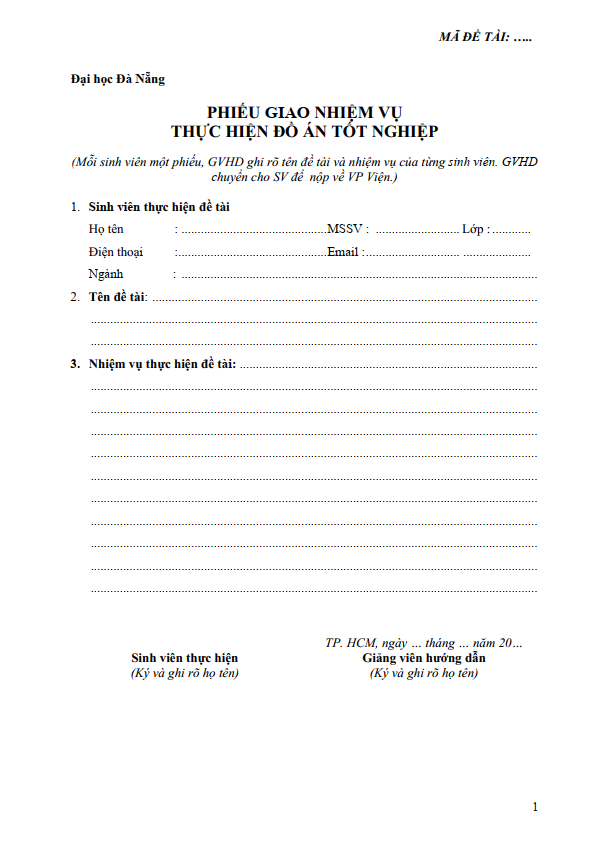 MÃ ĐỀ TÀI: …..
Đại học Đà Nẵng
PHIẾU GIAO NHIỆM VỤ
THỰC HIỆN ĐỒ ÁN TỐT NGHIỆP
(Mỗi sinh viên một phiếu, GVHD ghi rõ tên đề tài và nhiệm vụ của từng sinh viên. GVHD
chuyển cho SV để nộp về VP Viện.)
1. Sinh viên thực hiện đề tài
Họ tên : ..............................................MSSV : .......................... Lớp : ............
Điện thoại :...............................................Email :............................. .....................
Ngành : ...............................................................................................................
2. Tên đề tài: ........................................................................................................................
............................................................................................................................................
............................................................................................................................................
3. Nhiệm vụ thực hiện đề tài: .............................................................................................
............................................................................................................................................
............................................................................................................................................
............................................................................................................................................
............................................................................................................................................
............................................................................................................................................
............................................................................................................................................
............................................................................................................................................
............................................................................................................................................
............................................................................................................................................
............................................................................................................................................
TP. HCM, ngày … tháng … năm 20…
Sinh viên thực hiện Giảng viên hướng dẫn
(Ký và ghi rõ họ tên) (Ký và ghi rõ họ tên)
1